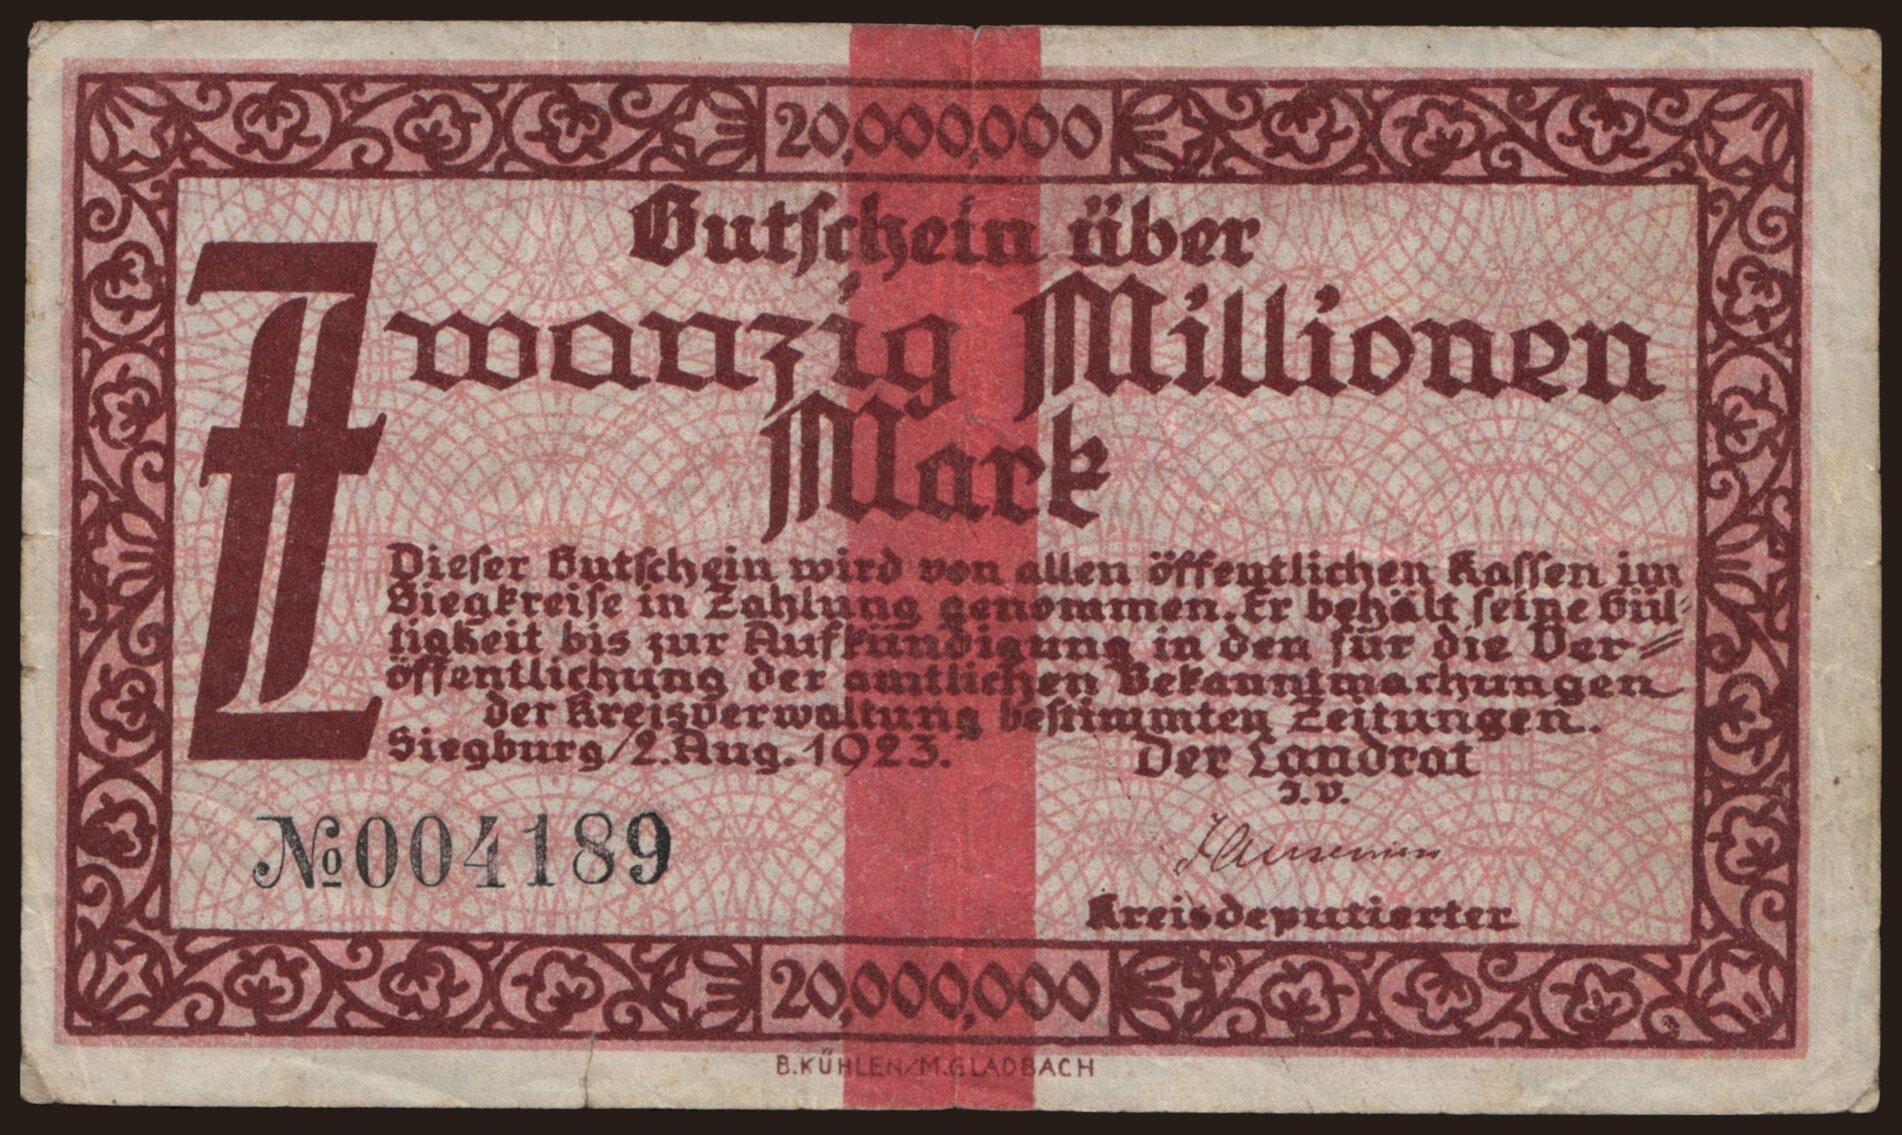 20,000,000
Gutschein über
Zwanzig Millionen
Mark
Dieser Gutschein wird von allen öffentlichen Kassen im
Siegkreise in Zahlung genommen. Er behält seine Gül-
tigkeit bis zur Aufkündigung in den für die Ver-
öffentlichung der amtlichen Bekanntmachungen
der Kreisverwaltung bestimmten Zeitungen.
Siegburg/2. Aug. 1923.
Der Landrat
J.V.
Kreisdeputierter
№ 004189
20,000,000
B.KÜHLEN/M.GLADBACH